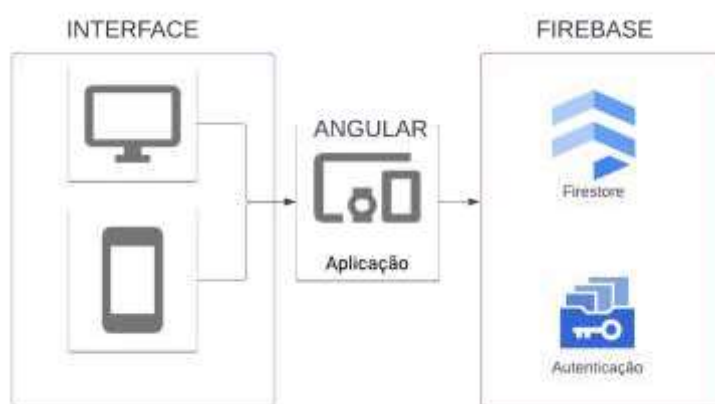 INTERFACE
FIREBASE
ANGULAR
Aplicação
Firestore
Autenticação